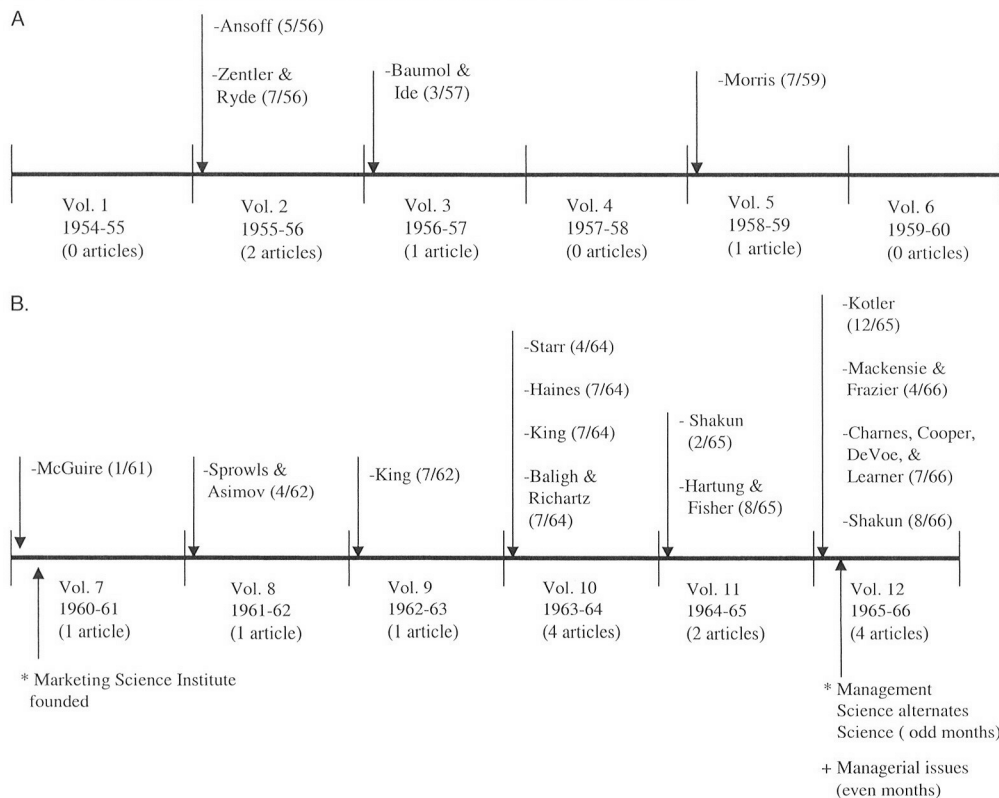 A
-Ansoff (5/56)
-Zentler &
Ryde (7/56)
-Baumol &
Ide (3/57)
-Morris (7/59)
Vol. 1
1954-55
(0 articles)
Vol. 2
1955-56
(2 articles)
Vol. 3
1956-57
(1 article)
Vol. 4
1957-58
(0 articles)
Vol. 5
1958-59
(1 article)
Vol. 6
1959-60
(0 articles)
B.
-McGuire (1/61)
-Sprowls &
Asimov (4/62)
-King (7/62)
-Starr (4/64)
-Haines (7/64)
-King (7/64)
-Baligh &
Richartz
(7/64)
- Shakun
(2/65)
-Hartung &
Fisher (8/65)
-Kotler
(12/65)
-Mackensie &
Frazier (4/66)
-Charnes, Cooper,
DeVoe, &
Learner (7/66)
-Shakun (8/66)
Vol. 7
1960-61
(1 article)
Vol. 8
1961-62
(1 article)
Vol. 9
1962-63
(1 article)
Vol. 10
1963-64
(4 articles)
Vol. 11
1964-65
(2 articles)
Vol. 12
1965-66
(4 articles)
* Marketing Science Institute
founded
* Management
Science alternates
Science ( odd months)
+ Managerial issues
(even months)